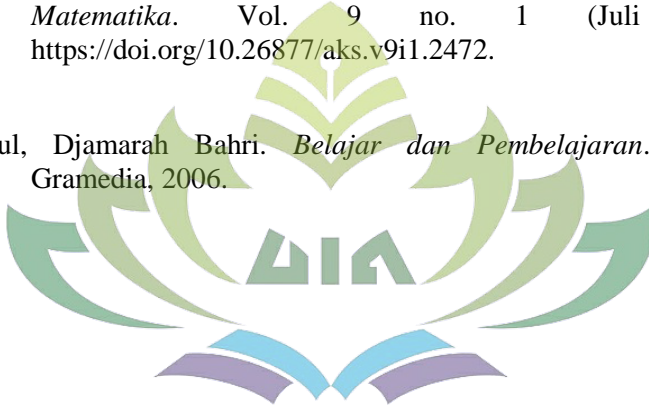 Matematika. Vol. 9 no. 1 (Juli
https://doi.org/10.26877/aks.v9i1.2472.
ul, Djamarah Bahri. Belajar dan Pembelajaran.
Gramedia, 2006.
UIN